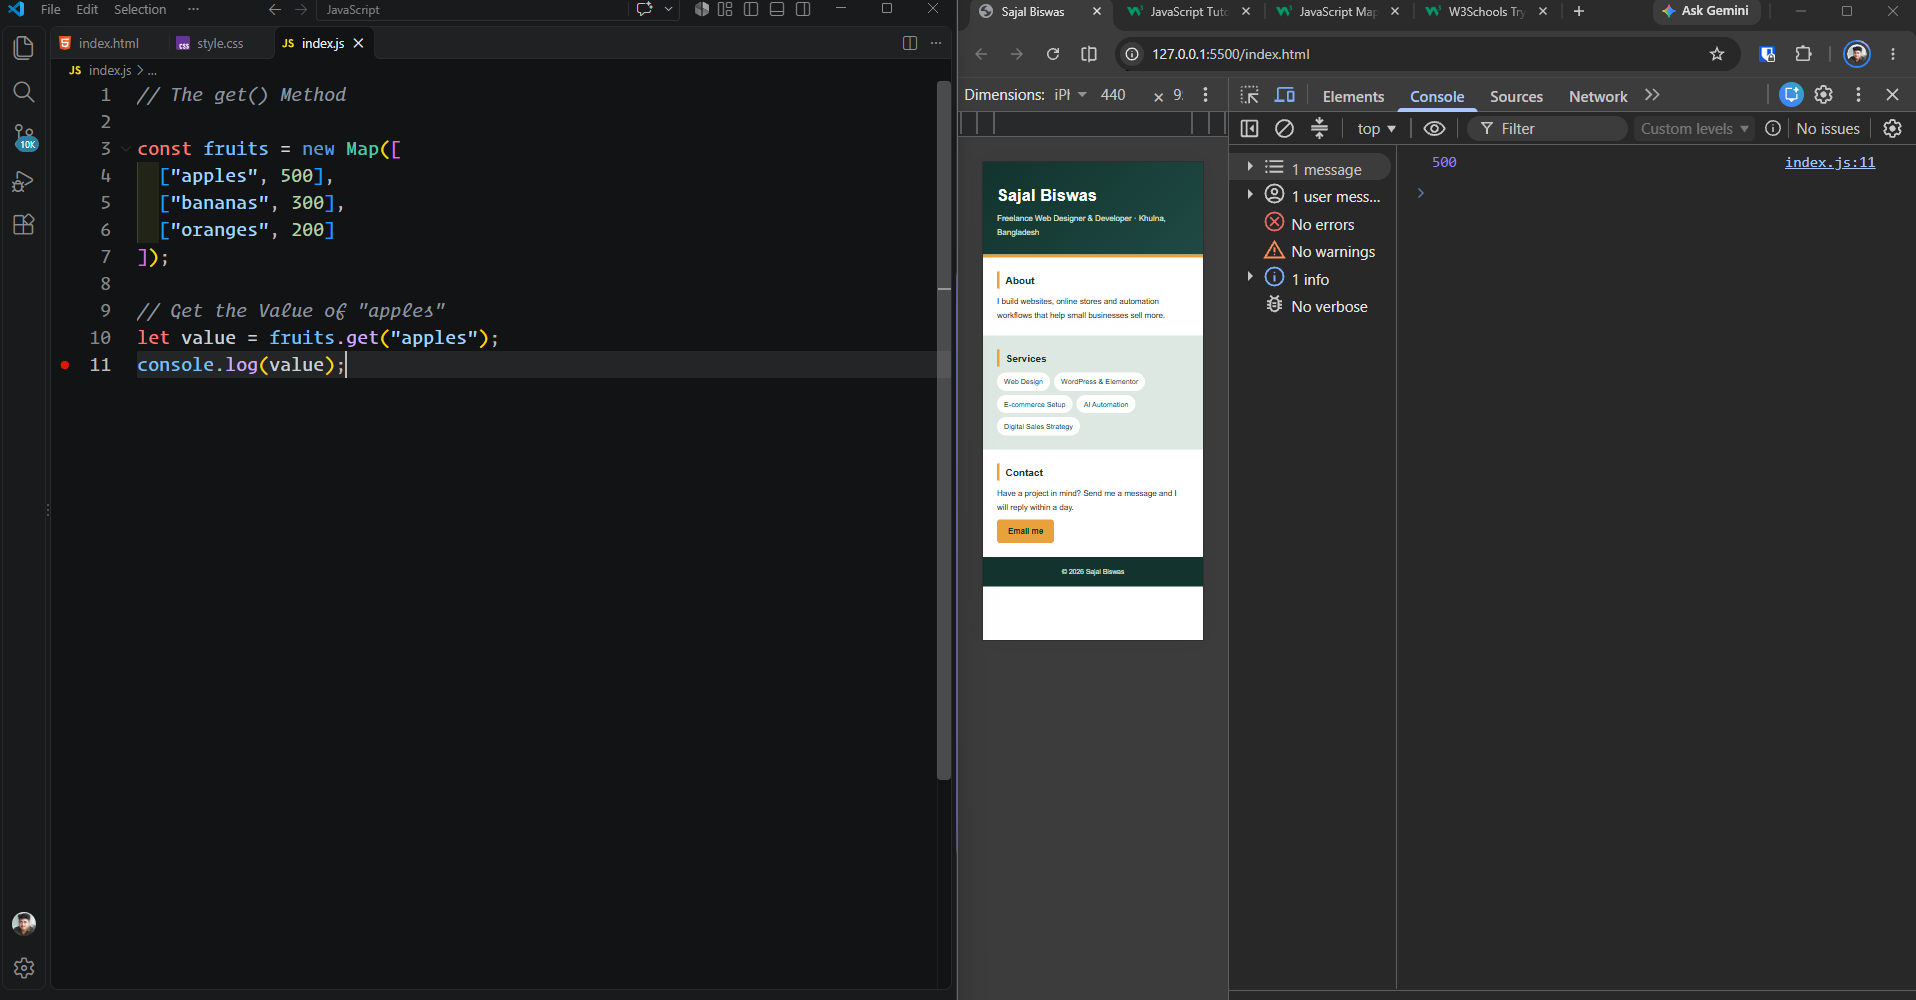 File Edit Selection ··· JavaScript
index.html style.css JS index.js
JS index.js > ...
1 // The get() Method
2
3 const fruits = new Map([
4 ["apples", 500],
5 ["bananas", 300],
6 ["oranges", 200]
7 ]);
8
9 // Get the Value of "apples"
10 let value = fruits.get("apples");
11 console.log(value);
10K
Sajal Biswas JavaScript Tuto JavaScript Map W3Schools Try Ask Gemini
127.0.0.1:5500/index.html
Dimensions: iPh 440 × 9
Elements Console Sources Network
top Filter Custom levels No issues
1 message
1 user mess...
No errors
No warnings
1 info
No verbose
500 index.js:11
Sajal Biswas
Freelance Web Designer & Developer · Khulna,
Bangladesh
About
I build websites, online stores and automation
workflows that help small businesses sell more.
Services
Web Design WordPress & Elementor
E-commerce Setup AI Automation
Digital Sales Strategy
Contact
Have a project in mind? Send me a message and I
will reply within a day.
Email me
© 2026 Sajal Biswas